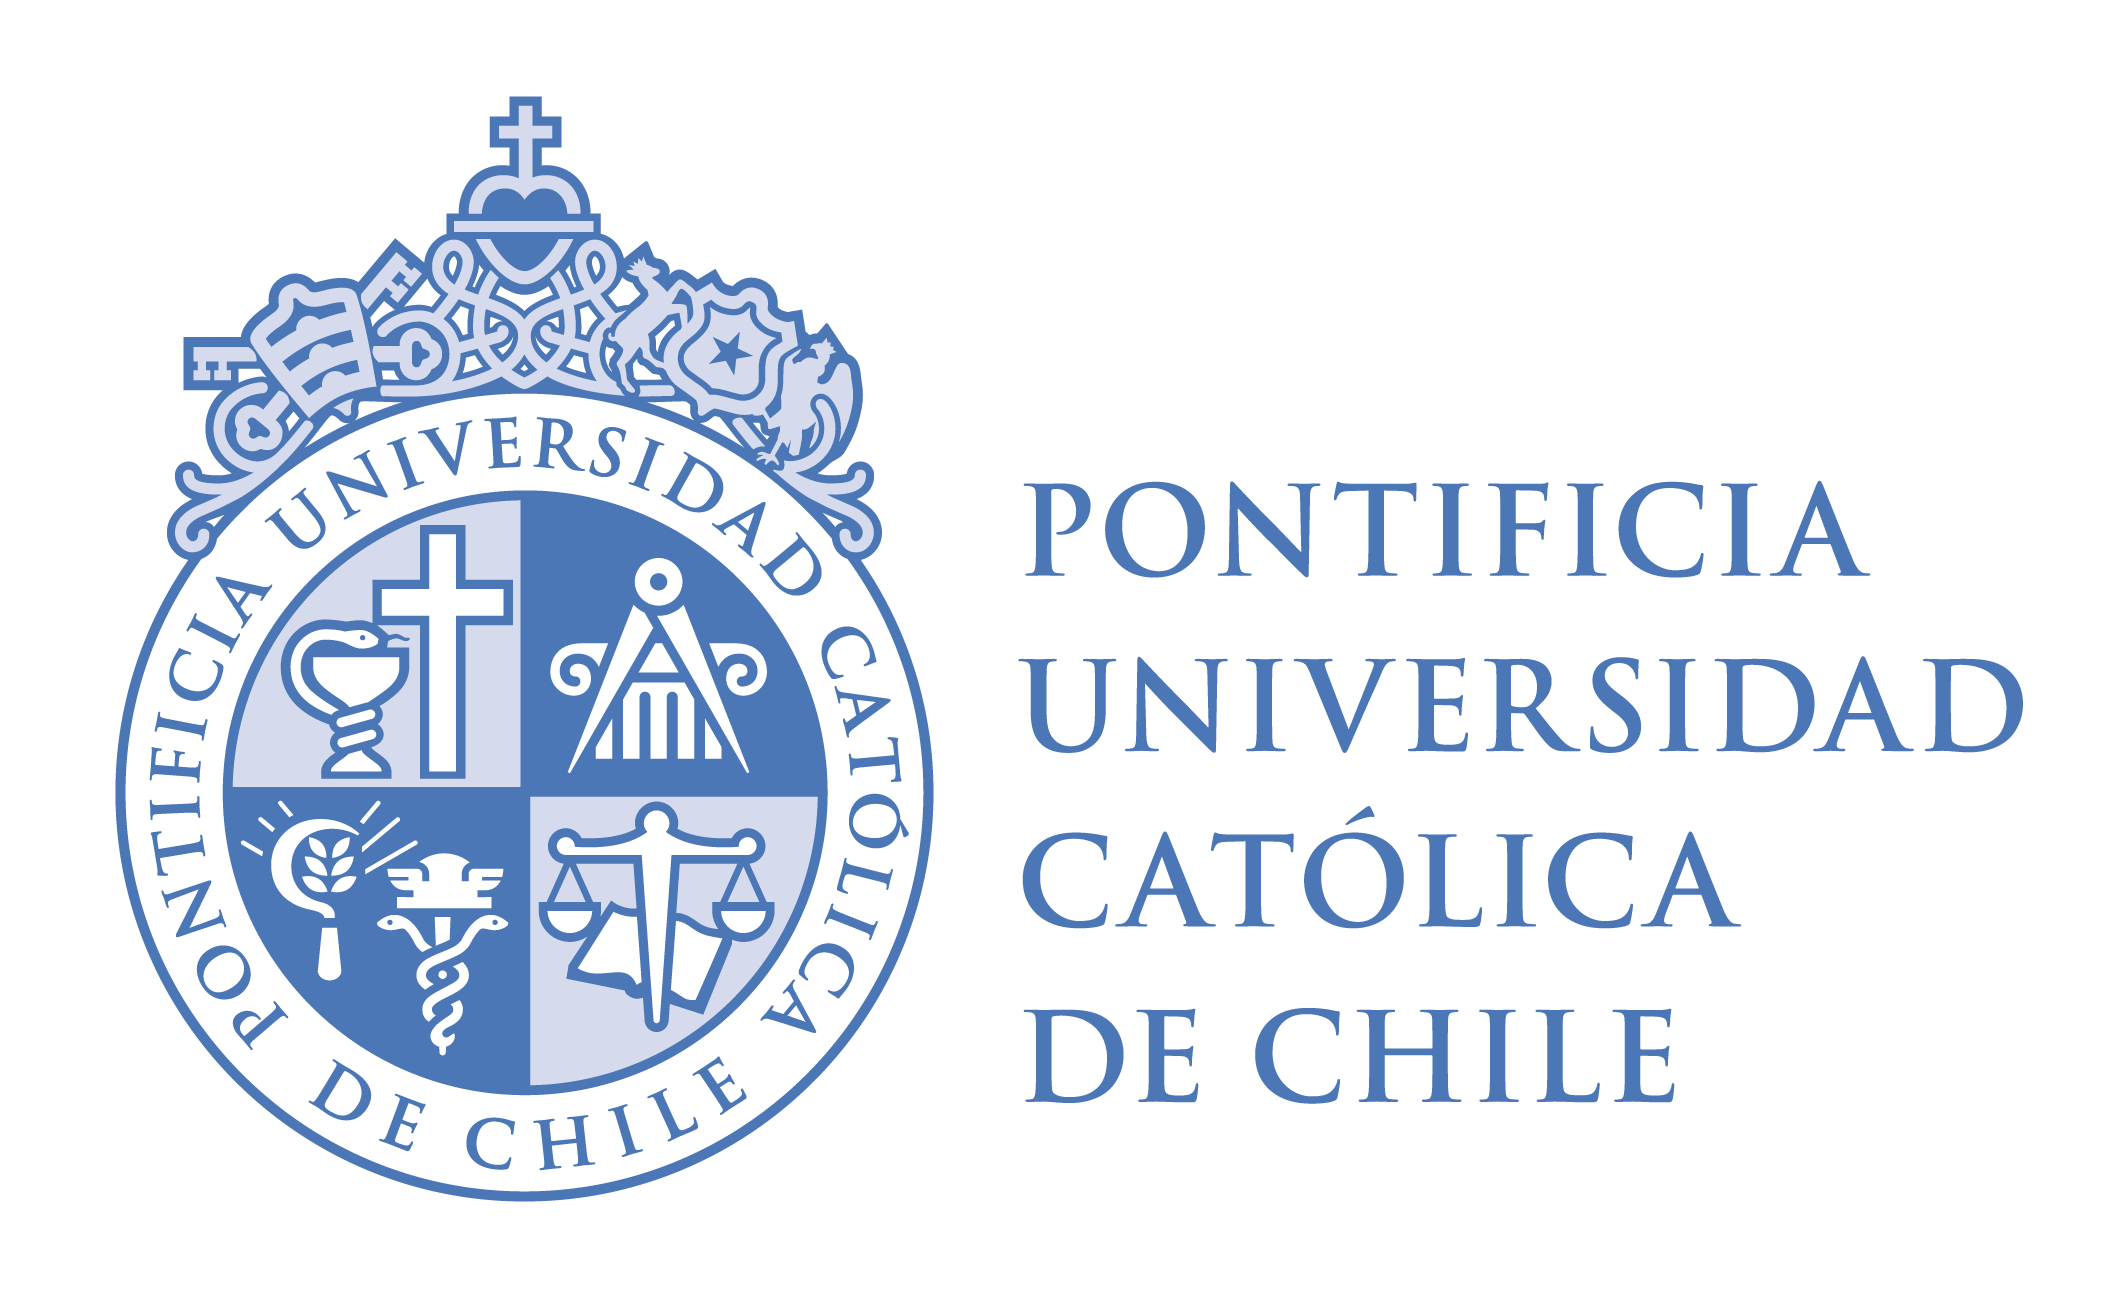 PONTIFICIA UNIVERSIDAD CATÓLICA
DE CHILE
PONTIFICIA
UNIVERSIDAD
CATÓLICA
DE CHILE